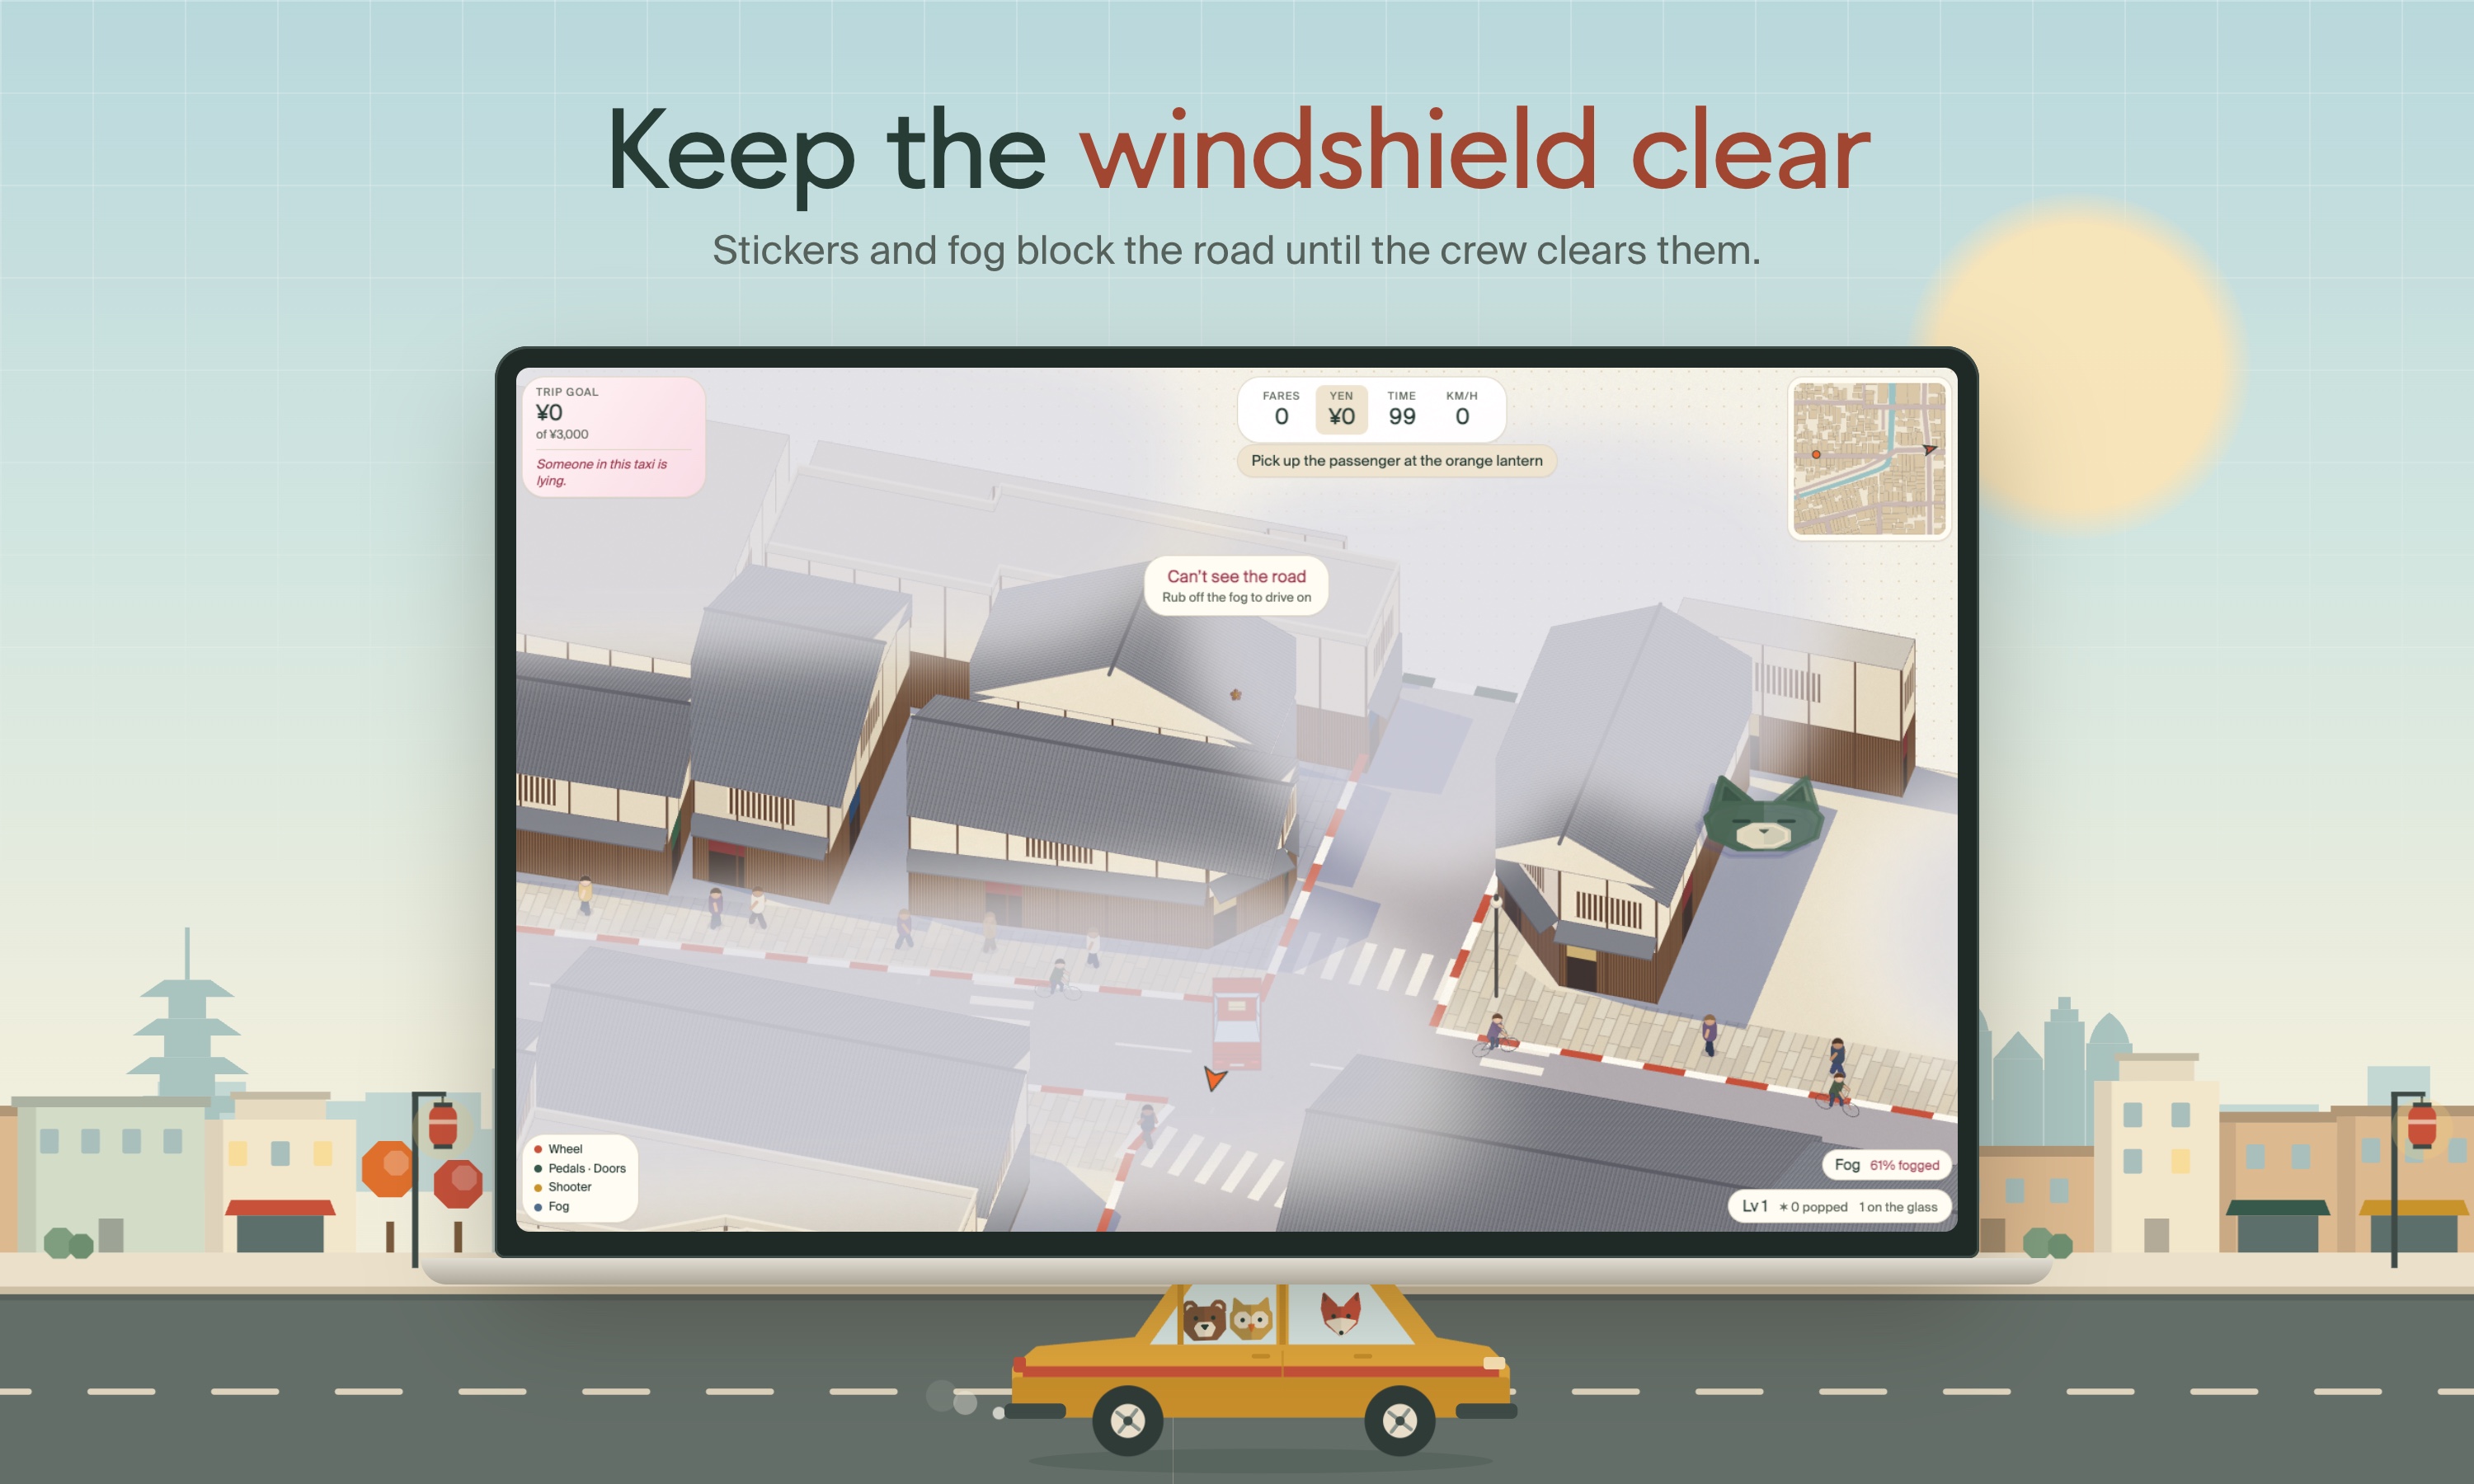 Keep the windshield clear
Stickers and fog block the road until the crew clears them.
TRIP GOAL
¥0
of ¥3,000
Someone in this taxi is
lying.
FARES YEN TIME KM/H
0 ¥0 99 0
Pick up the passenger at the orange lantern
Can't see the road
Rub off the fog to drive on
Wheel
Pedals · Doors
Shooter
Fog
Fog 61% fogged
Lv 1 ✶ 0 popped 1 on the glass